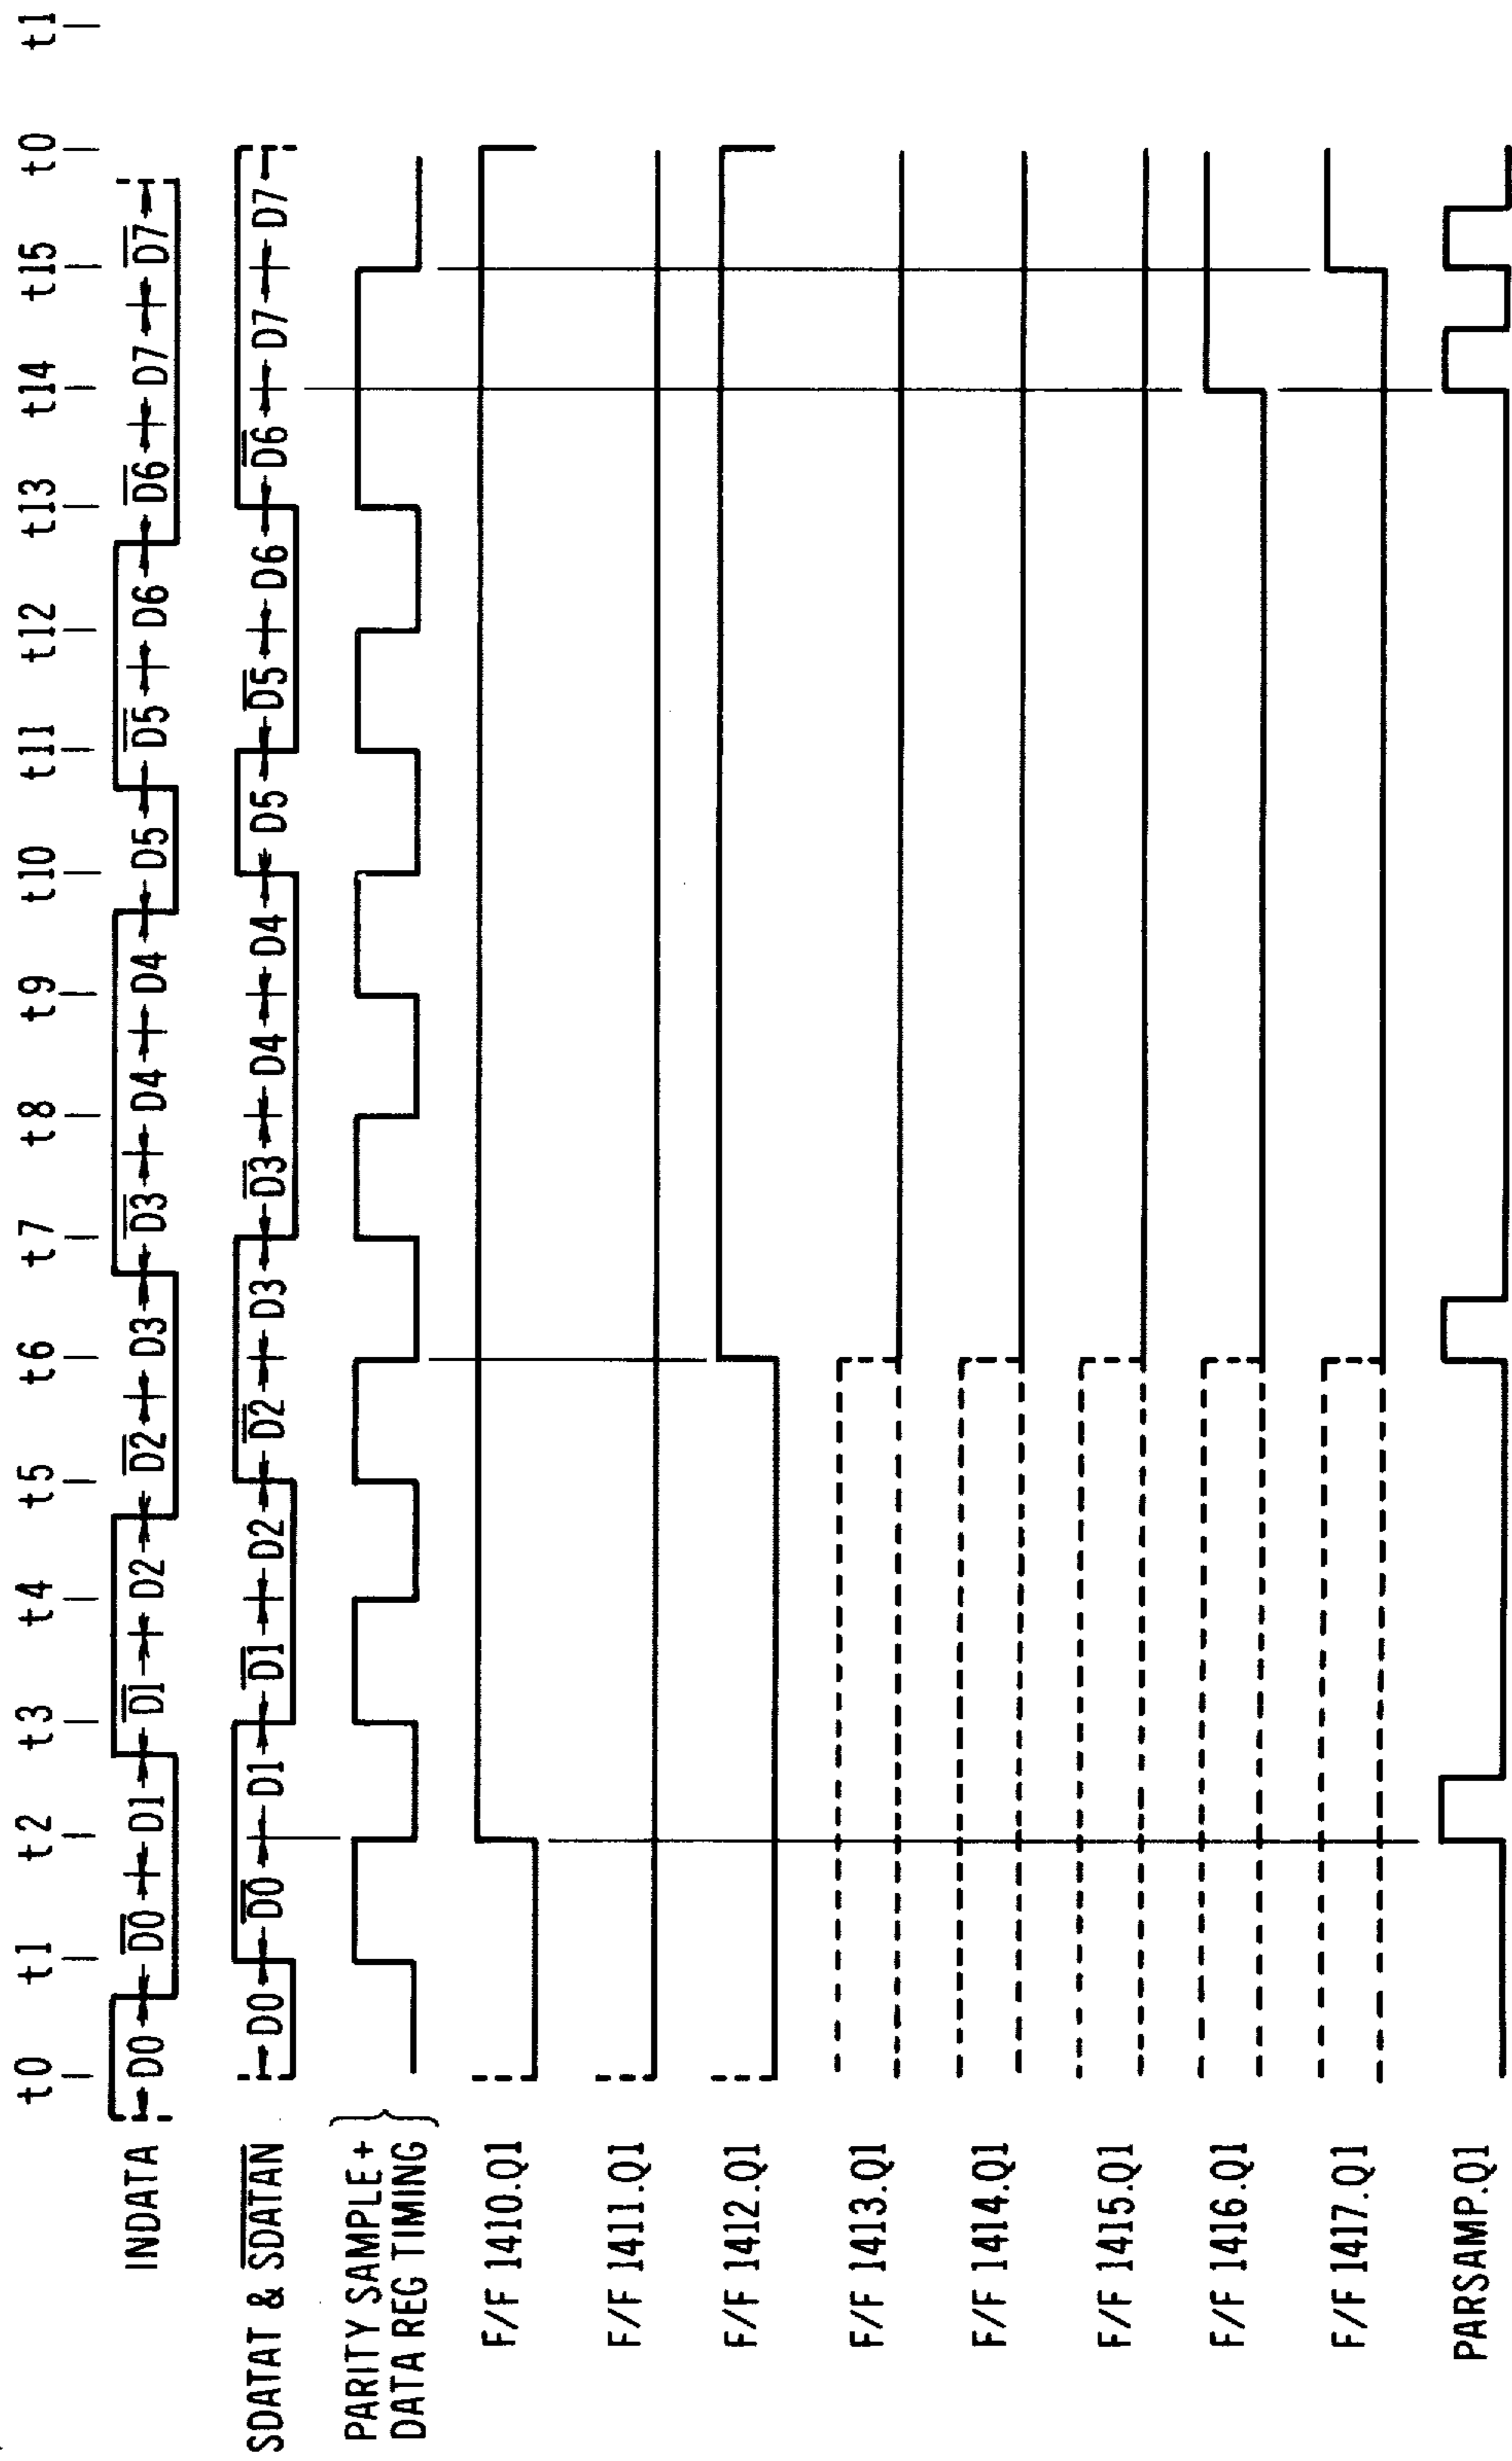 t0 t1 t2 t3 t4 t5 t6 t7 t8 t9 t10 t11 t12 t13 t14 t15 t0 t1
INDATA D0 D̅0̅ D1 D̅1̅ D2 D̅2̅ D3 D̅3̅ D4 D4 D5 D̅5̅ D6 D̅6̅ D7 D̅7̅
SDATAT & S̅D̅A̅T̅A̅N̅ D0 D̅0̅ D1 D̅1̅ D2 D̅2̅ D3 D̅3̅ D4 D4 D5 D̅5̅ D6 D̅6̅ D7 D7
PARITY SAMPLE +
DATA REG TIMING
F/F 1410.Q1
F/F 1411.Q1
F/F 1412.Q1
F/F 1413.Q1
F/F 1414.Q1
F/F 1415.Q1
F/F 1416.Q1
F/F 1417.Q1
PARSAMP.Q1